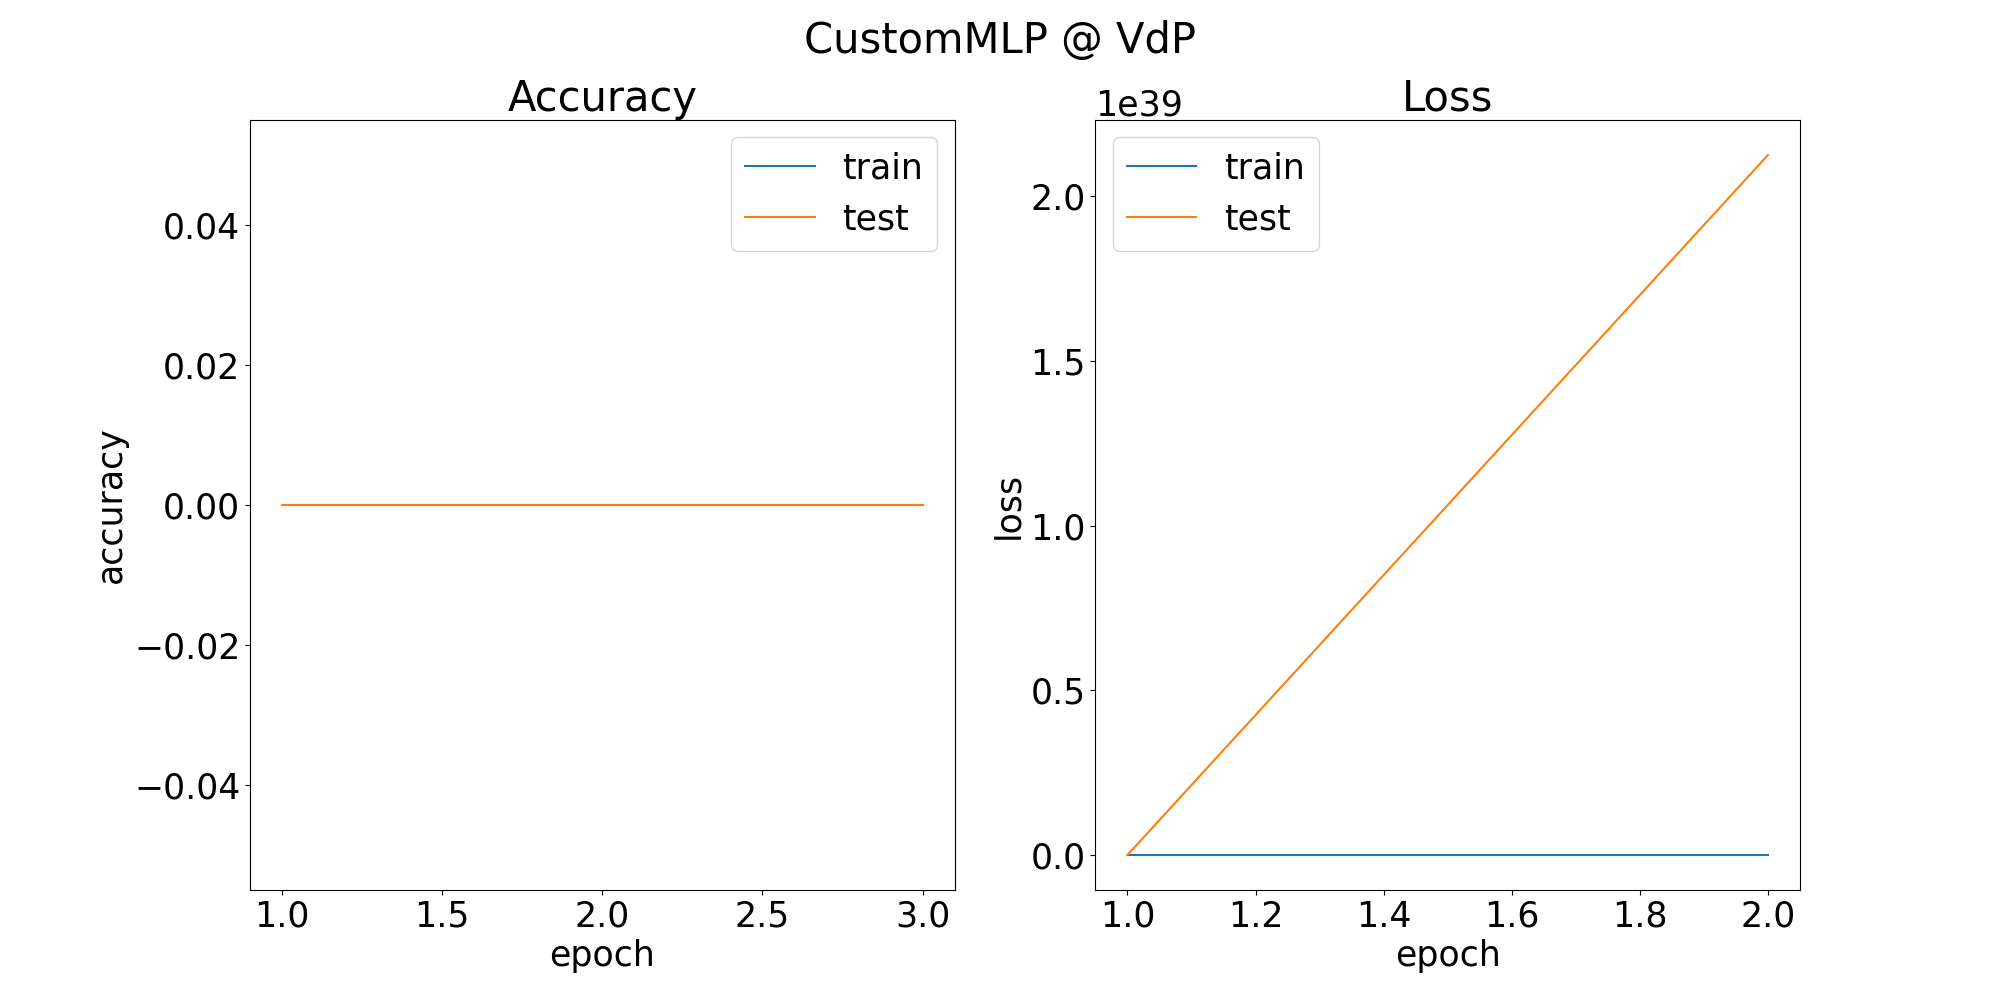 CustomMLP @ VdP
Accuracy
train
test
0.04
0.02
0.00
−0.02
−0.04
accuracy
1.0 1.5 2.0 2.5 3.0
epoch
1e39
Loss
train
test
2.0
1.5
1.0
0.5
0.0
loss
1.0 1.2 1.4 1.6 1.8 2.0
epoch